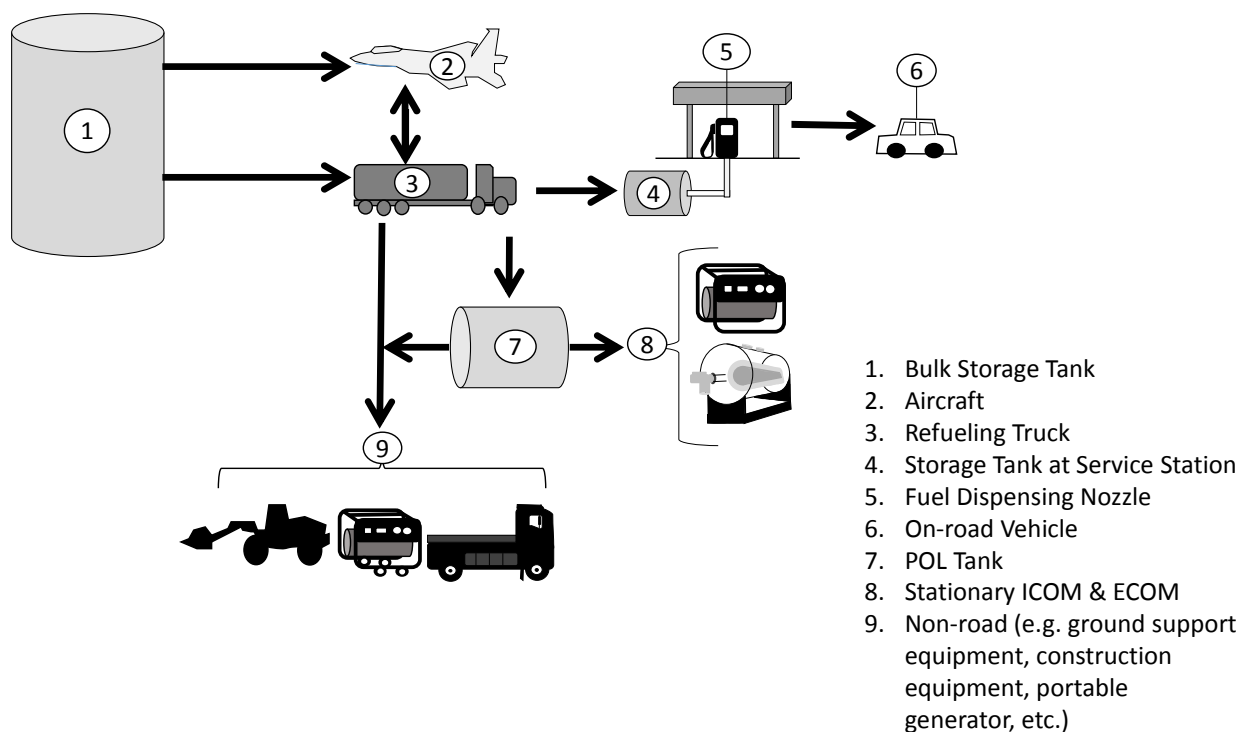 1
2
3
4
5
6
7
8
9
1. Bulk Storage Tank
2. Aircraft
3. Refueling Truck
4. Storage Tank at Service Station
5. Fuel Dispensing Nozzle
6. On-road Vehicle
7. POL Tank
8. Stationary ICOM & ECOM
9. Non-road (e.g. ground support
equipment, construction
equipment, portable
generator, etc.)